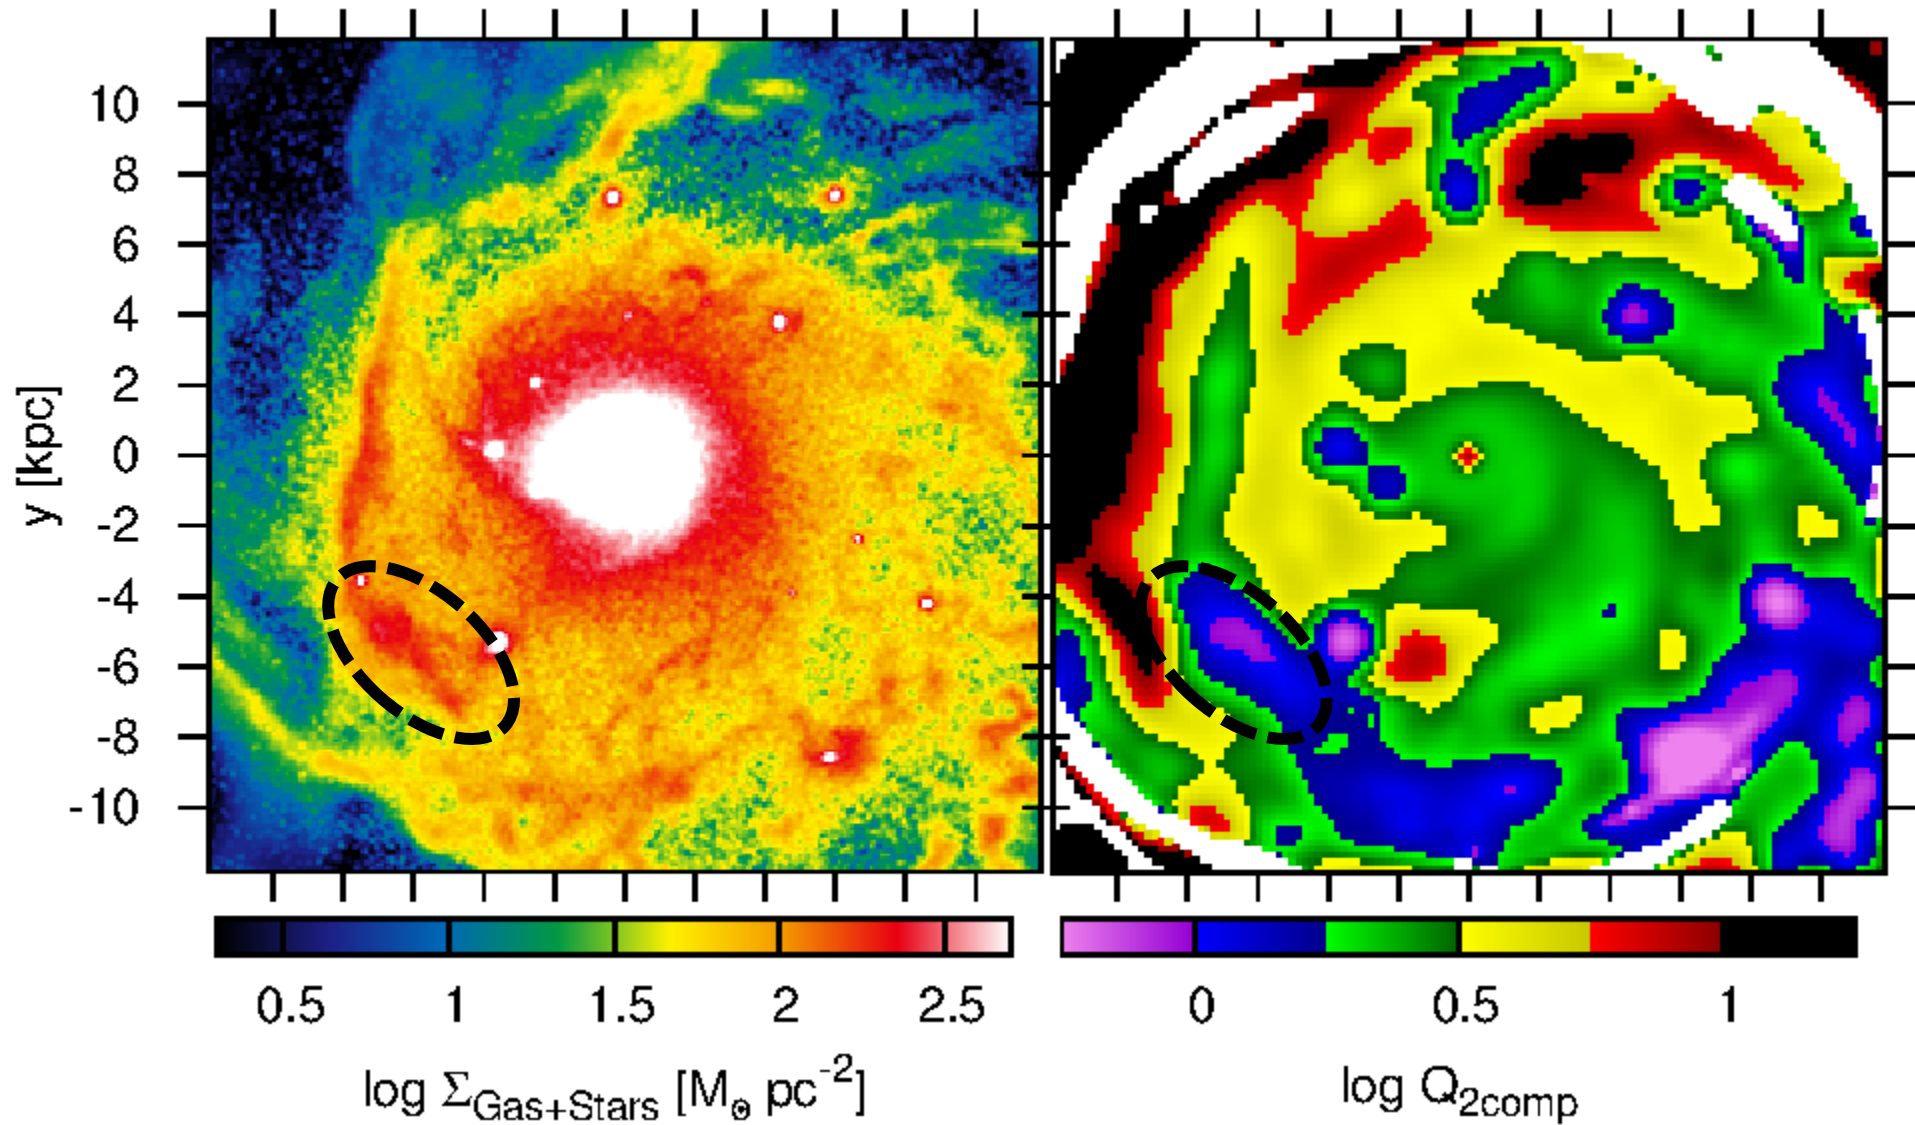 10
8
6
4
2
0
-2
-4
-6
-8
-10
y [kpc]
0.5 1 1.5 2 2.5
0 0.5 1
log Σ_Gas+Stars [M_⊙ pc^-2]
log Q_2comp